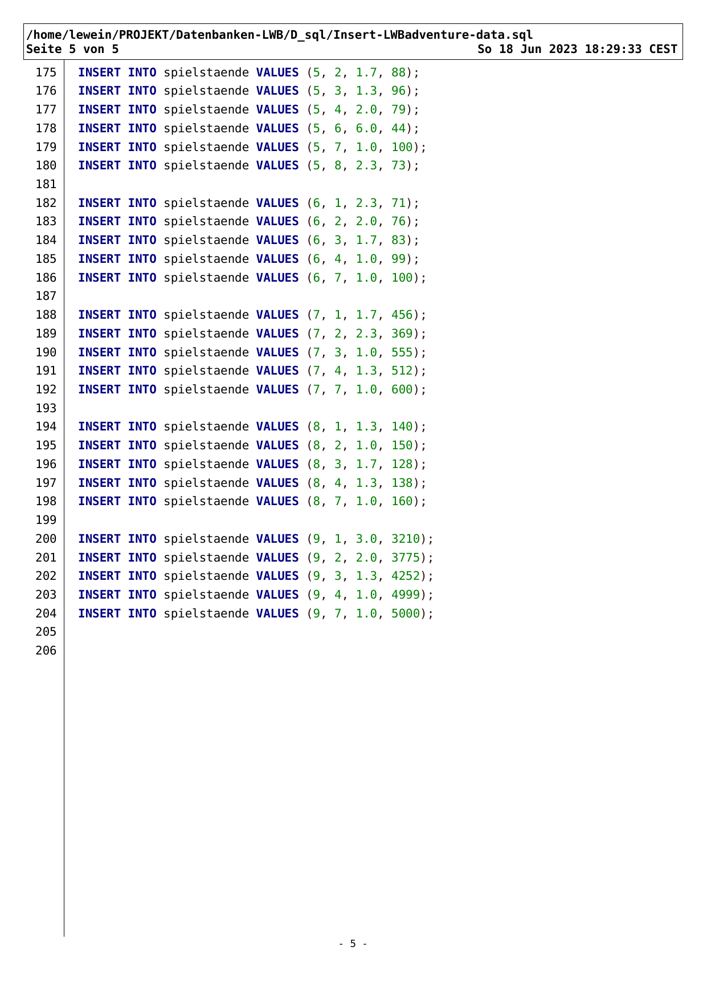 /home/lewein/PROJEKT/Datenbanken-LWB/D_sql/Insert-LWBadventure-data.sql
Seite 5 von 5 So 18 Jun 2023 18:29:33 CEST
175 INSERT INTO spielstaende VALUES (5, 2, 1.7, 88);
176 INSERT INTO spielstaende VALUES (5, 3, 1.3, 96);
177 INSERT INTO spielstaende VALUES (5, 4, 2.0, 79);
178 INSERT INTO spielstaende VALUES (5, 6, 6.0, 44);
179 INSERT INTO spielstaende VALUES (5, 7, 1.0, 100);
180 INSERT INTO spielstaende VALUES (5, 8, 2.3, 73);
181
182 INSERT INTO spielstaende VALUES (6, 1, 2.3, 71);
183 INSERT INTO spielstaende VALUES (6, 2, 2.0, 76);
184 INSERT INTO spielstaende VALUES (6, 3, 1.7, 83);
185 INSERT INTO spielstaende VALUES (6, 4, 1.0, 99);
186 INSERT INTO spielstaende VALUES (6, 7, 1.0, 100);
187
188 INSERT INTO spielstaende VALUES (7, 1, 1.7, 456);
189 INSERT INTO spielstaende VALUES (7, 2, 2.3, 369);
190 INSERT INTO spielstaende VALUES (7, 3, 1.0, 555);
191 INSERT INTO spielstaende VALUES (7, 4, 1.3, 512);
192 INSERT INTO spielstaende VALUES (7, 7, 1.0, 600);
193
194 INSERT INTO spielstaende VALUES (8, 1, 1.3, 140);
195 INSERT INTO spielstaende VALUES (8, 2, 1.0, 150);
196 INSERT INTO spielstaende VALUES (8, 3, 1.7, 128);
197 INSERT INTO spielstaende VALUES (8, 4, 1.3, 138);
198 INSERT INTO spielstaende VALUES (8, 7, 1.0, 160);
199
200 INSERT INTO spielstaende VALUES (9, 1, 3.0, 3210);
201 INSERT INTO spielstaende VALUES (9, 2, 2.0, 3775);
202 INSERT INTO spielstaende VALUES (9, 3, 1.3, 4252);
203 INSERT INTO spielstaende VALUES (9, 4, 1.0, 4999);
204 INSERT INTO spielstaende VALUES (9, 7, 1.0, 5000);
205
206
- 5 -